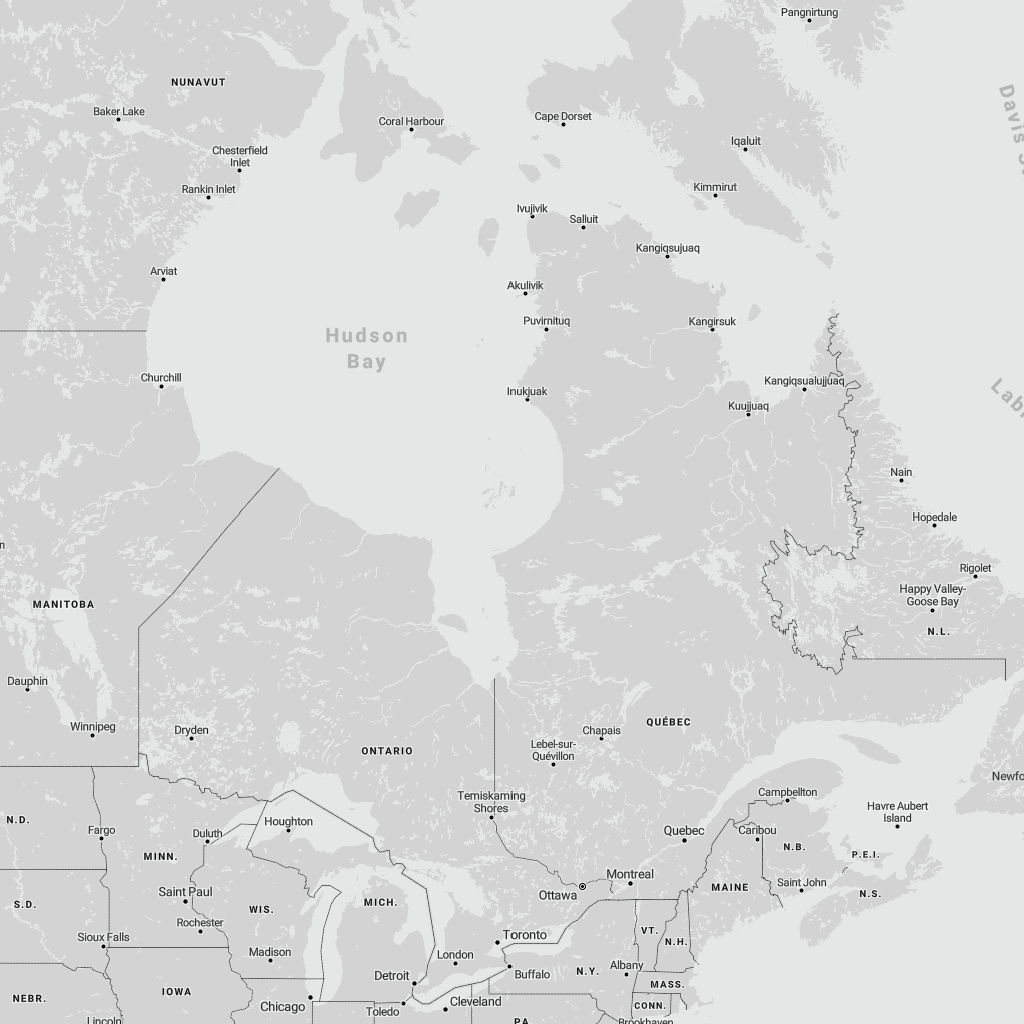 Pangnirtung
NUNAVUT
Baker Lake
Coral Harbour
Cape Dorset
Davis S
Iqaluit
Chesterfield
Inlet
Rankin Inlet
Kimmirut
Ivujivik
Salluit
Kangiqsujuaq
Arviat
Akulivik
Puvirnituq
Kangirsuk
Hudson
Bay
Churchill
Inukjuak
Kangiqsualujjuaq
Kuujjuaq
Lab
Nain
Hopedale
n
Rigolet
Happy Valley-
Goose Bay
MANITOBA
N.L.
Dauphin
Winnipeg
Dryden
ONTARIO
Chapais
QUÉBEC
Lebel-sur-
Quévillon
Newfo
Temiskaming
Shores
Campbellton
Havre Aubert
Island
N.D.
Fargo
Duluth
Houghton
Quebec
Caribou
N.B.
P.E.I.
MINN.
Saint Paul
Montreal
Ottawa
MAINE
Saint John
N.S.
S.D.
WIS.
MICH.
Rochester
Sioux Falls
Madison
Toronto
London
VT.
N.H.
Detroit
Buffalo
N.Y.
Albany
MASS.
NEBR.
IOWA
Chicago
Toledo
Cleveland
CONN.
Lincoln
PA.
Brookhaven